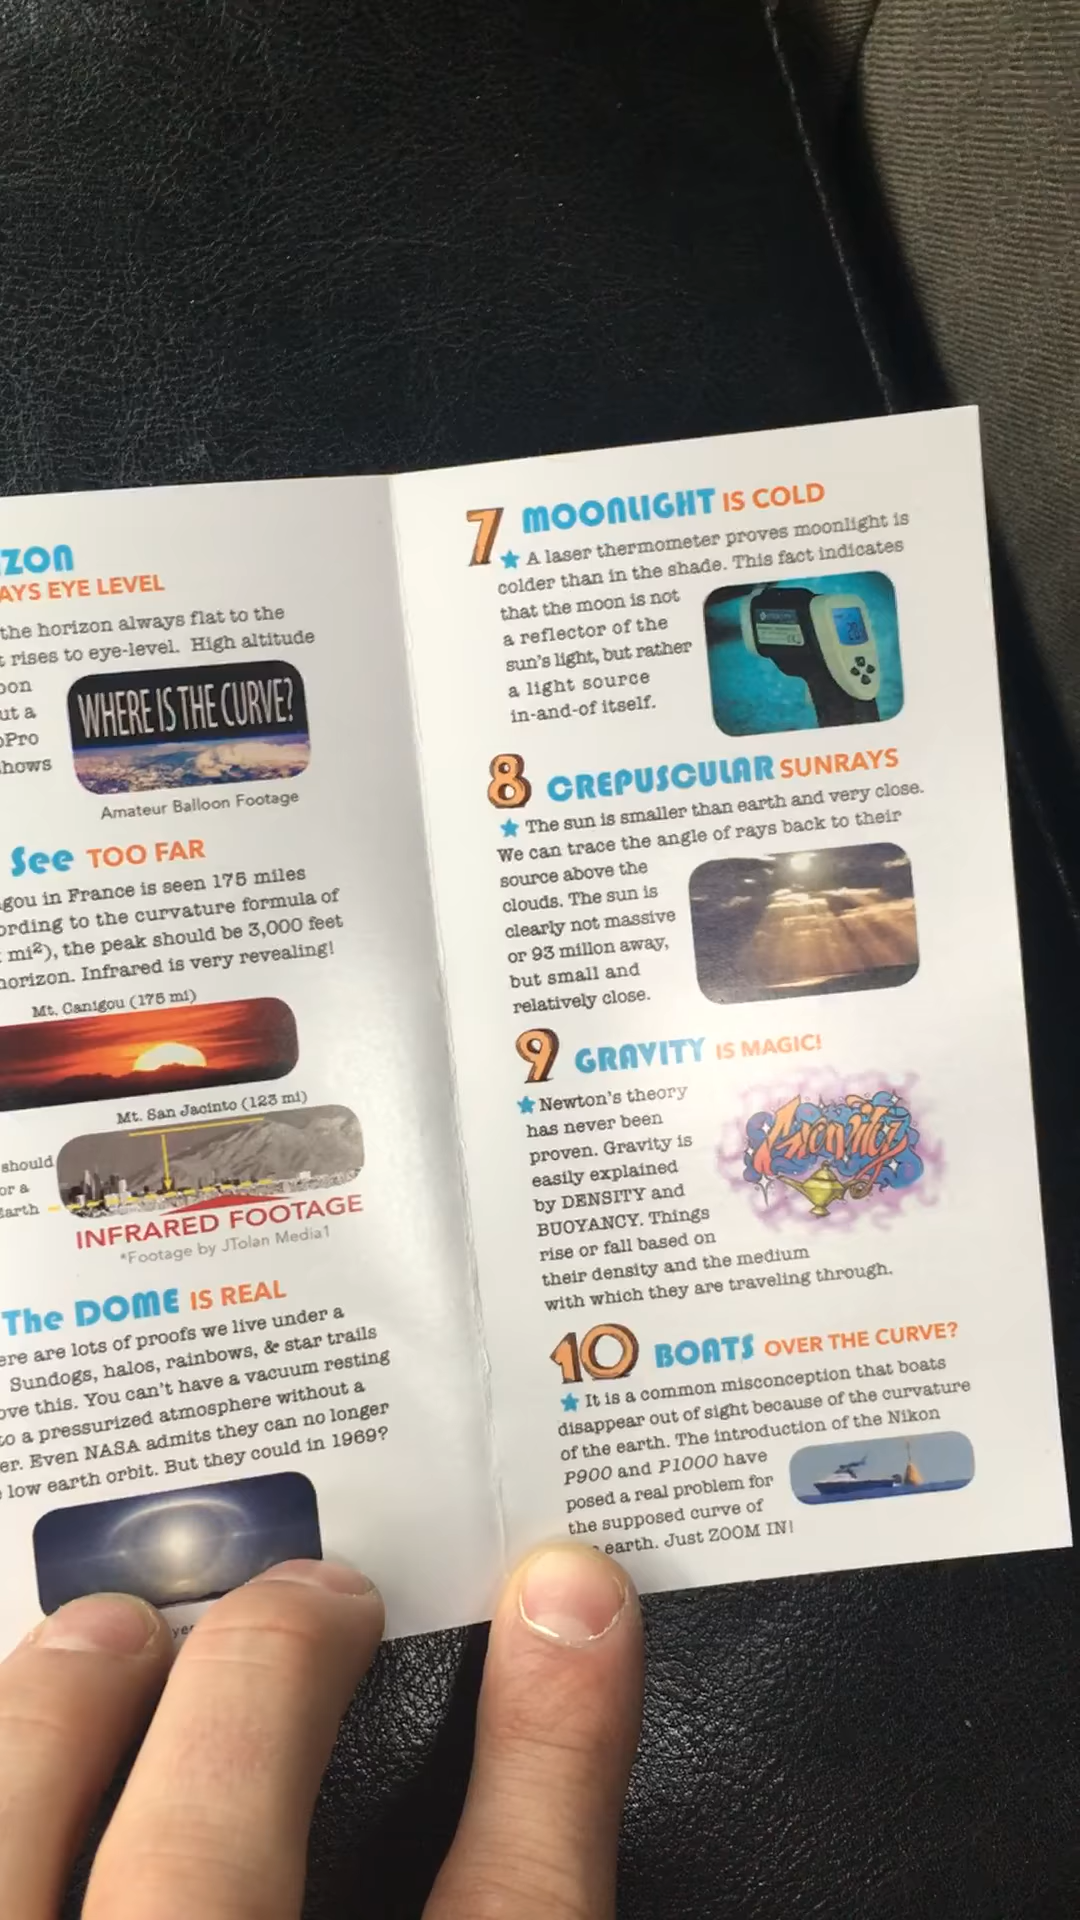 ZON
AYS EYE LEVEL
the horizon always flat to the
rises to eye-level. High altitude
oon
ut a
oPro
hows
WHERE IS THE CURVE?
Amateur Balloon Footage
See TOO FAR
gou in France is seen 175 miles
ording to the curvature formula of
mi²), the peak should be 3,000 feet
horizon. Infrared is very revealing!
Mt. Canigou (175 mi)
Mt. San Jacinto (123 mi)
should
or a
Earth
INFRARED FOOTAGE
*Footage by JTolan Media1
The DOME IS REAL
ere are lots of proofs we live under a
Sundogs, halos, rainbows, & star trails
ove this. You can't have a vacuum resting
to a pressurized atmosphere without a
er. Even NASA admits they can no longer
low earth orbit. But they could in 1969?
7 MOONLIGHT IS COLD
A laser thermometer proves moonlight is
colder than in the shade. This fact indicates
that the moon is not
a reflector of the
sun's light, but rather
a light source
in-and-of itself.
8 CREPUSCULAR SUNRAYS
The sun is smaller than earth and very close.
We can trace the angle of rays back to their
source above the
clouds. The sun is
clearly not massive
or 93 millon away,
but small and
relatively close.
9 GRAVITY IS MAGIC!
Newton's theory
has never been
proven. Gravity is
easily explained
by DENSITY and
BUOYANCY. Things
rise or fall based on
their density and the medium
with which they are traveling through.
Gravity
10 BOATS OVER THE CURVE?
It is a common misconception that boats
disappear out of sight because of the curvature
of the earth. The introduction of the Nikon
P900 and P1000 have
posed a real problem for
the supposed curve of
earth. Just ZOOM IN!